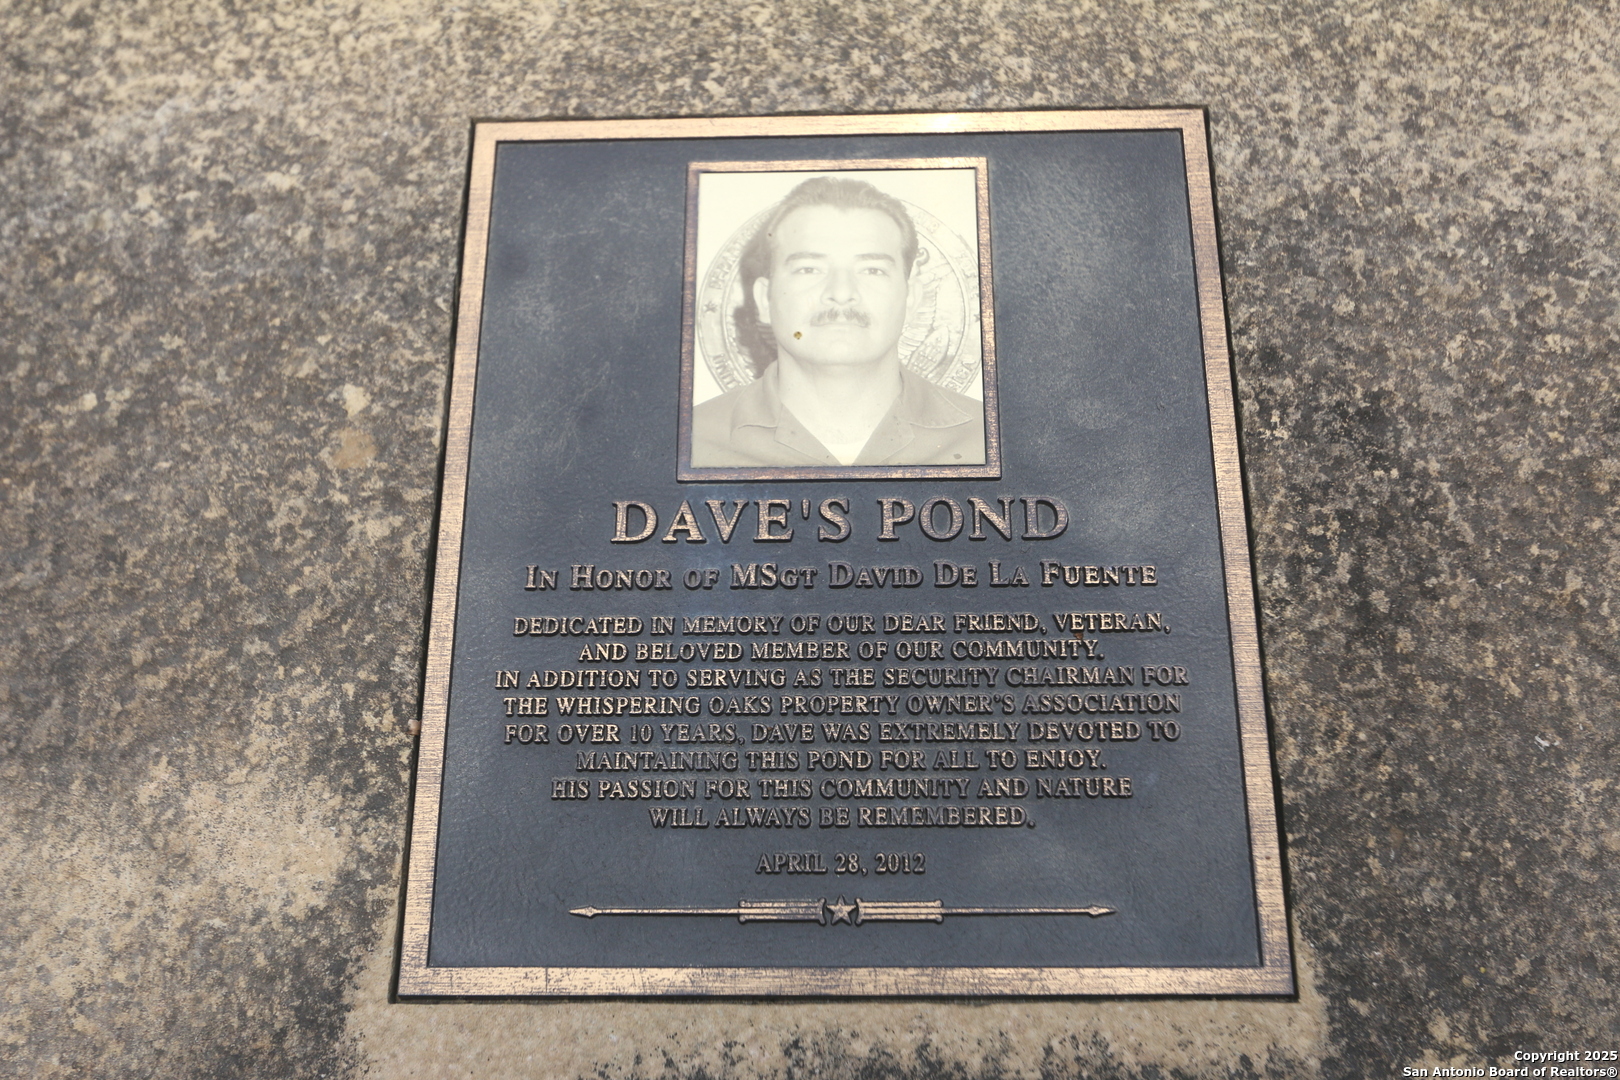 DAVE'S POND
IN HONOR OF MSGT DAVID DE LA FUENTE
DEDICATED IN MEMORY OF OUR DEAR FRIEND, VETERAN,
AND BELOVED MEMBER OF OUR COMMUNITY.
IN ADDITION TO SERVING AS THE SECURITY CHAIRMAN FOR
THE WHISPERING OAKS PROPERTY OWNER'S ASSOCIATION
FOR OVER 10 YEARS, DAVE WAS EXTREMELY DEVOTED TO
MAINTAINING THIS POND FOR ALL TO ENJOY.
HIS PASSION FOR THIS COMMUNITY AND NATURE
WILL ALWAYS BE REMEMBERED.
APRIL 28, 2012
Copyright 2025
San Antonio Board of Realtors®